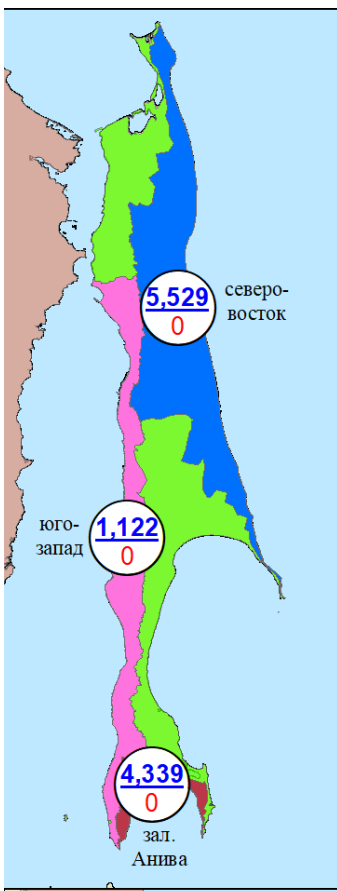 5,529
0
северо-
восток
юго-
запад
1,122
0
4,339
0
зал.
Анива